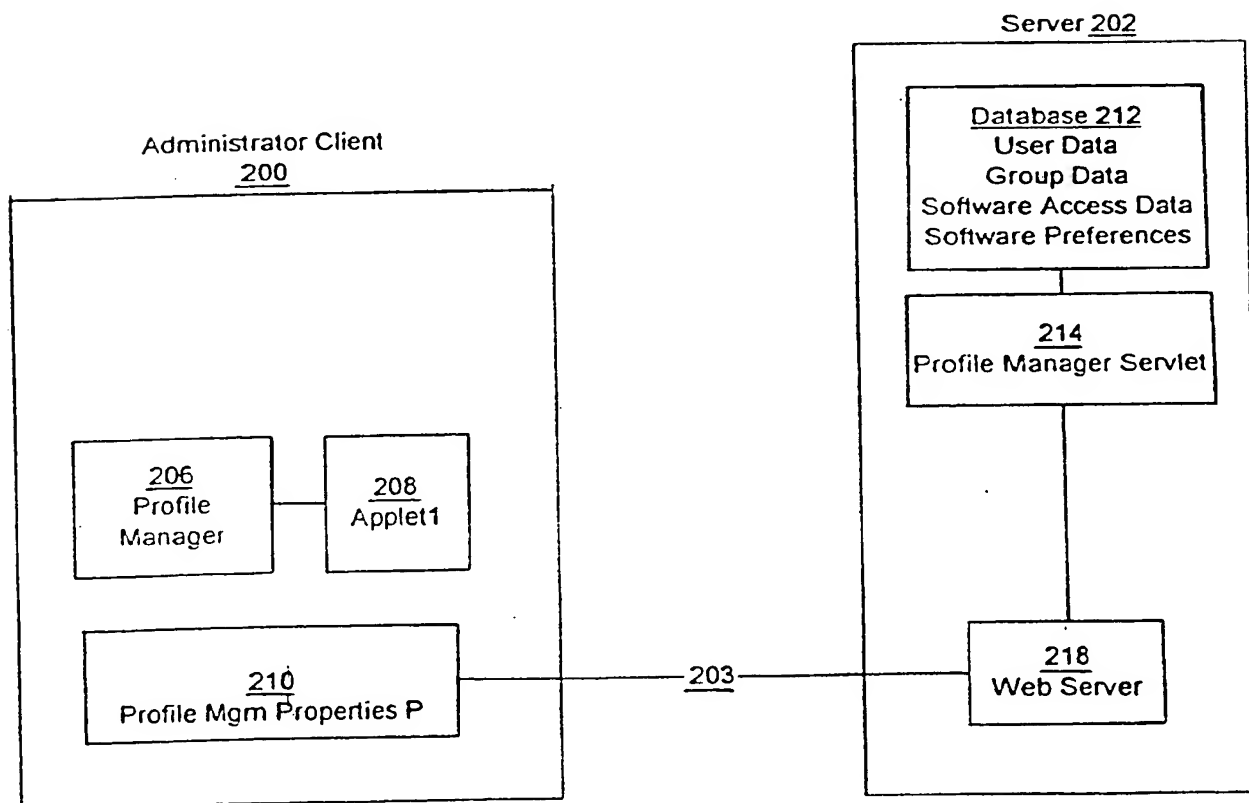 Server 202
Database 212
User Data
Group Data
Software Access Data
Software Preferences
214
Profile Manager Servlet
Administrator Client
200
206
Profile
Manager
208
Applet1
210
Profile Mgm Properties P
203
218
Web Server